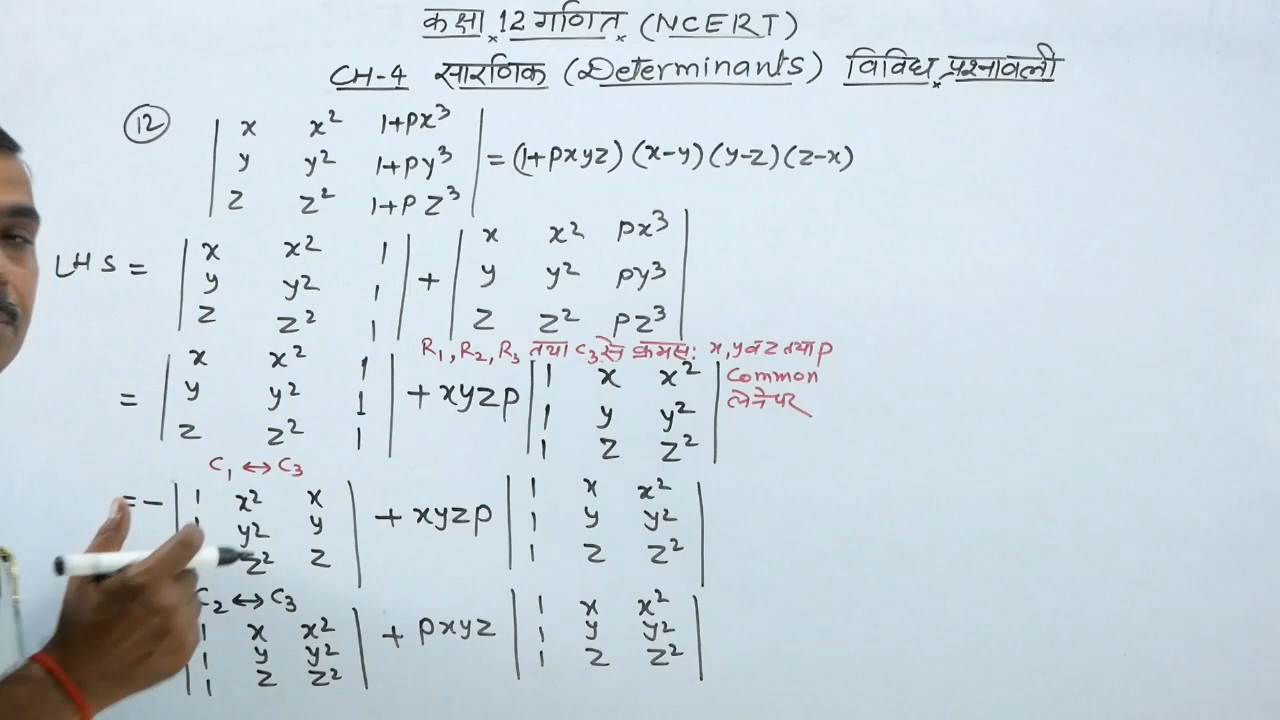 कक्षा 12 गणित (NCERT)
CH-4 सारणिक (Determinants) विविध प्रश्नावली
12 | x x² 1+px³ |
| y y² 1+py³ | = (1+pxyz) (x-y) (y-z) (z-x)
| z z² 1+pz³ |
LHS = | x x² 1 | + | x x² px³ |
| y y² 1 | | y y² py³ |
| z z² 1 | | z z² pz³ |
R₁, R₂, R₃ तथा C₃ से क्रमस: x, y व z तथा p
Common
लेने पर
= | x x² 1 | + xyzp | 1 x x² |
| y y² 1 | | 1 y y² |
| z z² 1 | | 1 z z² |
C₁ ↔ C₃
= - | 1 x² x | + xyzp | 1 x x² |
y² y | | 1 y y² |
z² z | | 1 z z² |
C₂ ↔ C₃
| 1 x x² | + pxyz | 1 x x² |
| 1 y y² | | 1 y y² |
| 1 z z² | | 1 z z² |